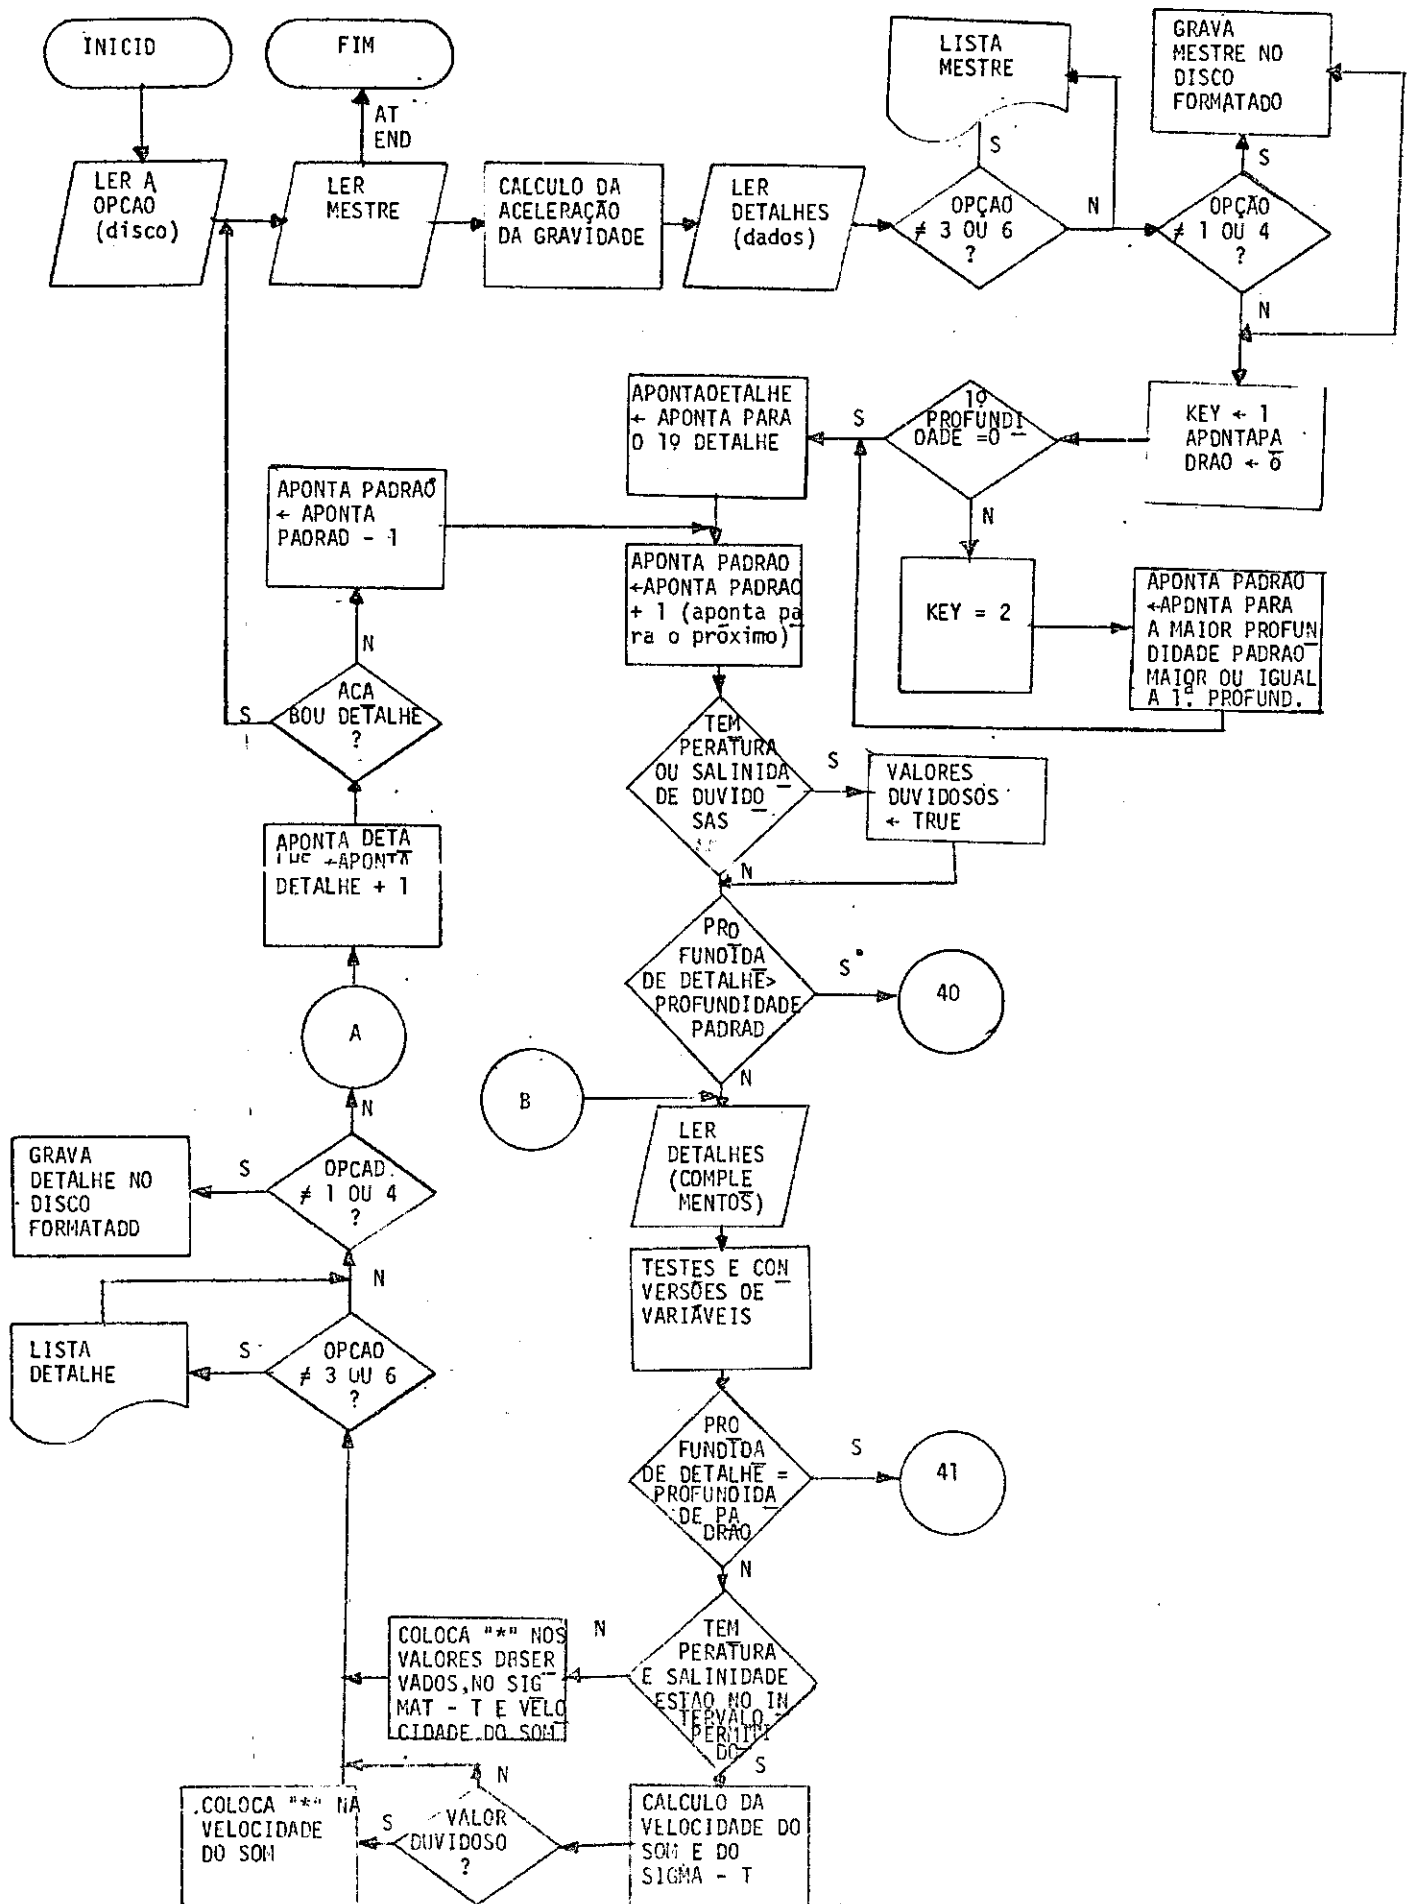 INICIO
FIM
AT
END
LER A
OPCAO
(disco)
LER
MESTRE
CALCULO DA
ACELERAÇÃO
DA GRAVIDADE
LER
DETALHES
(dados)
LISTA
MESTRE
S
OPÇAO
≠ 3 OU 6
?
N
GRAVA
MESTRE NO
DISCO
FORMATADO
S
OPÇÃO
≠ 1 OU 4
?
N
KEY ← 1
APONTAPA
DRAO ← 0
1º
PROFUNDI
DADE =0
S
N
APONTADETALHE
← APONTA PARA
O 1º DETALHE
KEY = 2
APONTA PADRÃO
←APONTA PARA
A MAIOR PROFUN
DIDADE PADRAO
MAIOR OU IGUAL
A 1ª. PROFUND.
APONTA PADRAO
← APONTA
PADRAO - 1
APONTA PADRAO
←APONTA PADRAO
+ 1 (aponta pa
ra o próximo)
N
ACA
BOU DETALHE
?
S
TEM
PERATURA
OU SALINIDA
DE DUVIDO
SAS
S
VALORES
DUVIDOSOS
← TRUE
N
APONTA DETA
LHE ←APONTA
DETALHE + 1
PRO
FUNDIDA
DE DETALHE>
PROFUNDIDADE
PADRAO
S
40
N
A
B
LER
DETALHES
(COMPLE
MENTOS)
N
GRAVA
DETALHE NO
DISCO
FORMATADO
S
OPCAO
≠ 1 OU 4
?
TESTES E CON
VERSÕES DE
VARIÁVEIS
N
LISTA
DETALHE
S
OPCAO
≠ 3 OU 6
?
PRO
FUNDIDA
DE DETALHE =
PROFUNDIDA
DE PA
DRAO
S
41
N
COLOCA "*" NOS
VALORES OBSER
VADOS,NO SIG
MAT - T E VELO
CIDADE DO SOM
N
TEM
PERATURA
E SALINIDADE
ESTAO NO IN
TERVALO
PERMITI
DO
S
.COLOCA "*" NA
VELOCIDADE
DO SOM
S
N
VALOR
DUVIDOSO
?
CALCULO DA
VELOCIDADE DO
SOM E DO
SIGMA - T